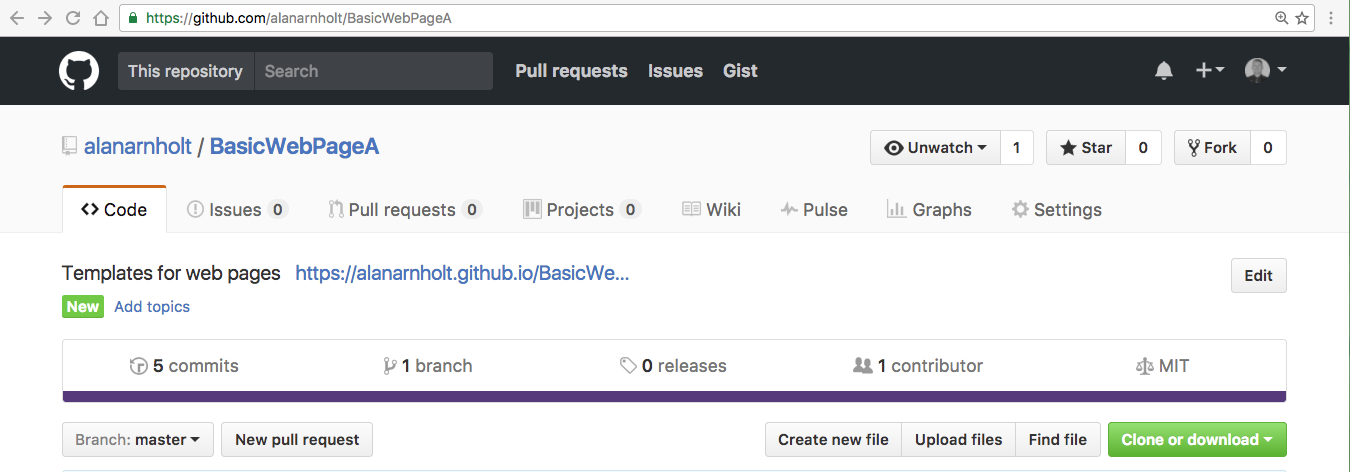 https://github.com/alanarnholt/BasicWebPageA
This repository Search Pull requests Issues Gist
alanarnholt / BasicWebPageA Unwatch 1 Star 0 Fork 0
Code Issues 0 Pull requests 0 Projects 0 Wiki Pulse Graphs Settings
Templates for web pages https://alanarnholt.github.io/BasicWe... Edit
New Add topics
5 commits 1 branch 0 releases 1 contributor MIT
Branch: master New pull request Create new file Upload files Find file Clone or download